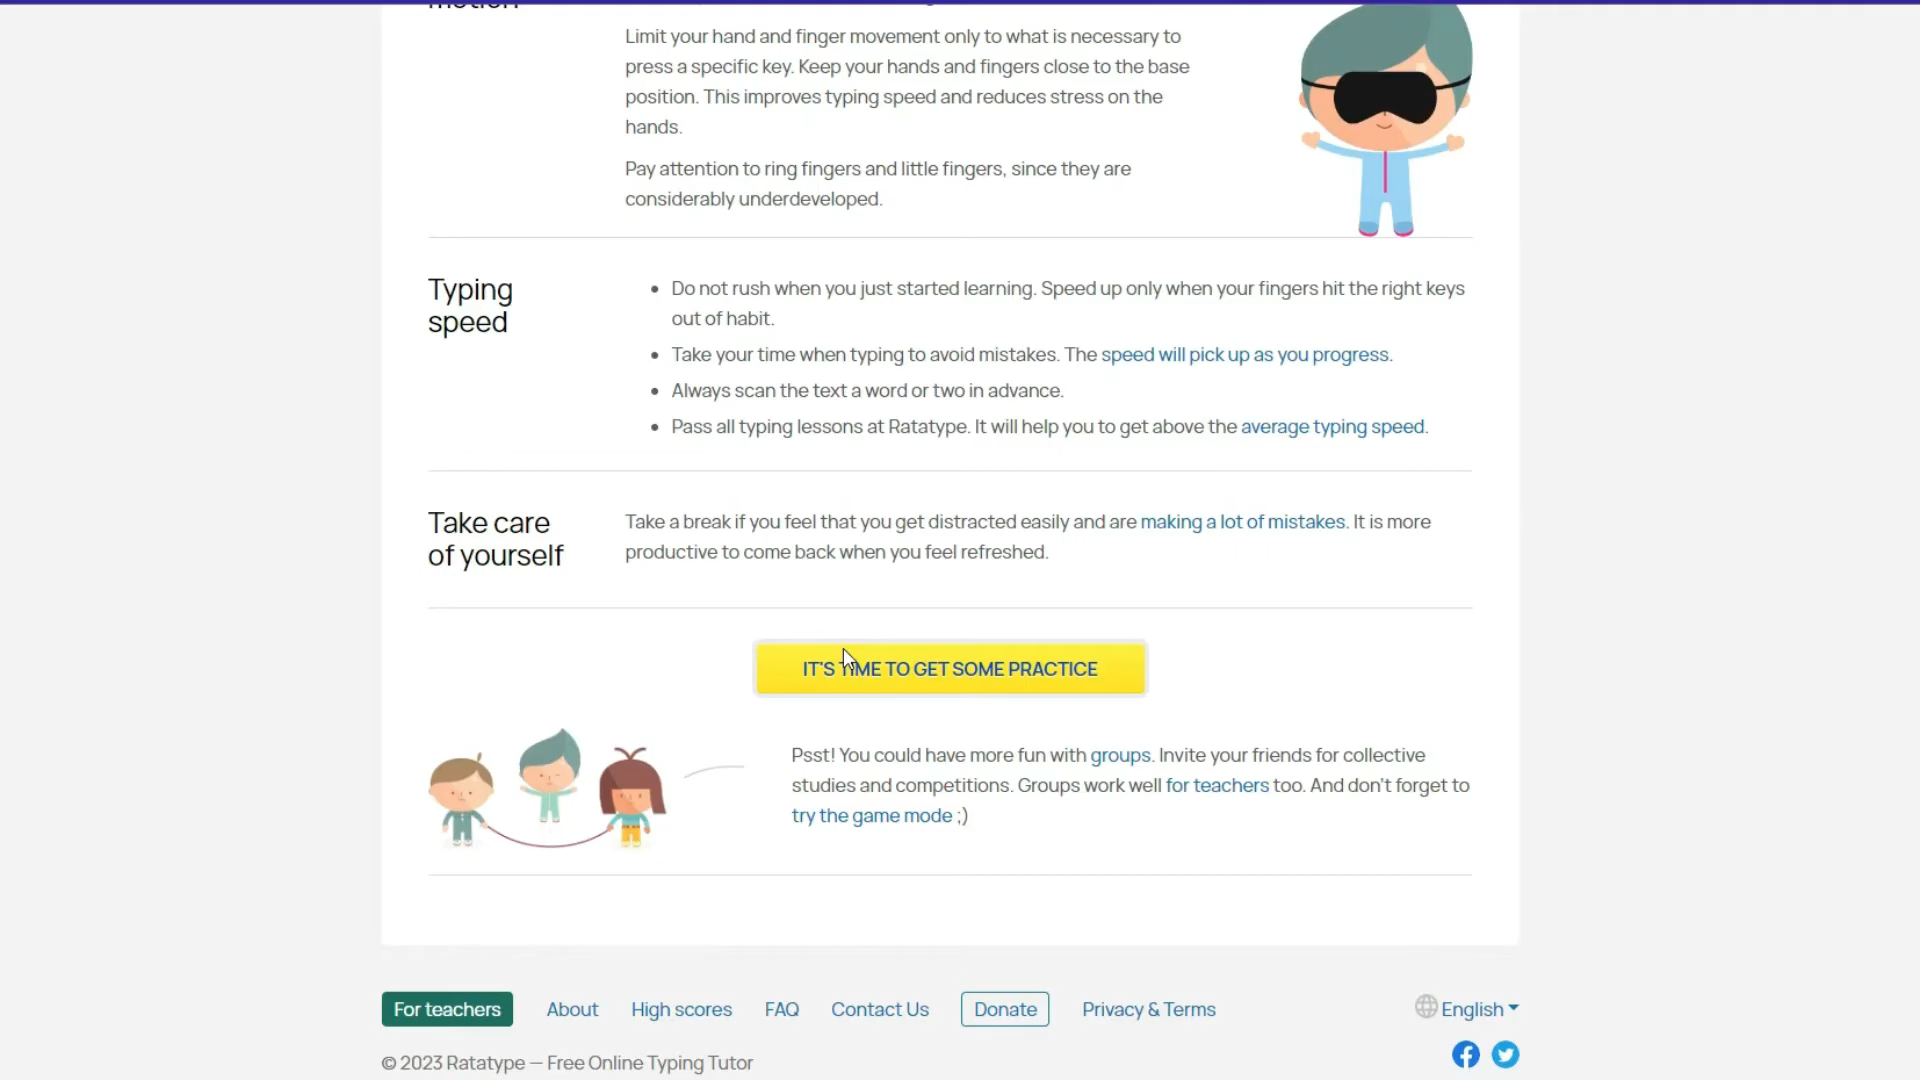 motion
Limit your hand and finger movement only to what is necessary to
press a specific key. Keep your hands and fingers close to the base
position. This improves typing speed and reduces stress on the
hands.
Pay attention to ring fingers and little fingers, since they are
considerably underdeveloped.
Typing
speed
Do not rush when you just started learning. Speed up only when your fingers hit the right keys
out of habit.
Take your time when typing to avoid mistakes. The speed will pick up as you progress.
Always scan the text a word or two in advance.
Pass all typing lessons at Ratatype. It will help you to get above the average typing speed.
Take care
of yourself
Take a break if you feel that you get distracted easily and are making a lot of mistakes. It is more
productive to come back when you feel refreshed.
IT'S TIME TO GET SOME PRACTICE
Psst! You could have more fun with groups. Invite your friends for collective
studies and competitions. Groups work well for teachers too. And don't forget to
try the game mode ;)
For teachers About High scores FAQ Contact Us Donate Privacy & Terms English
© 2023 Ratatype — Free Online Typing Tutor